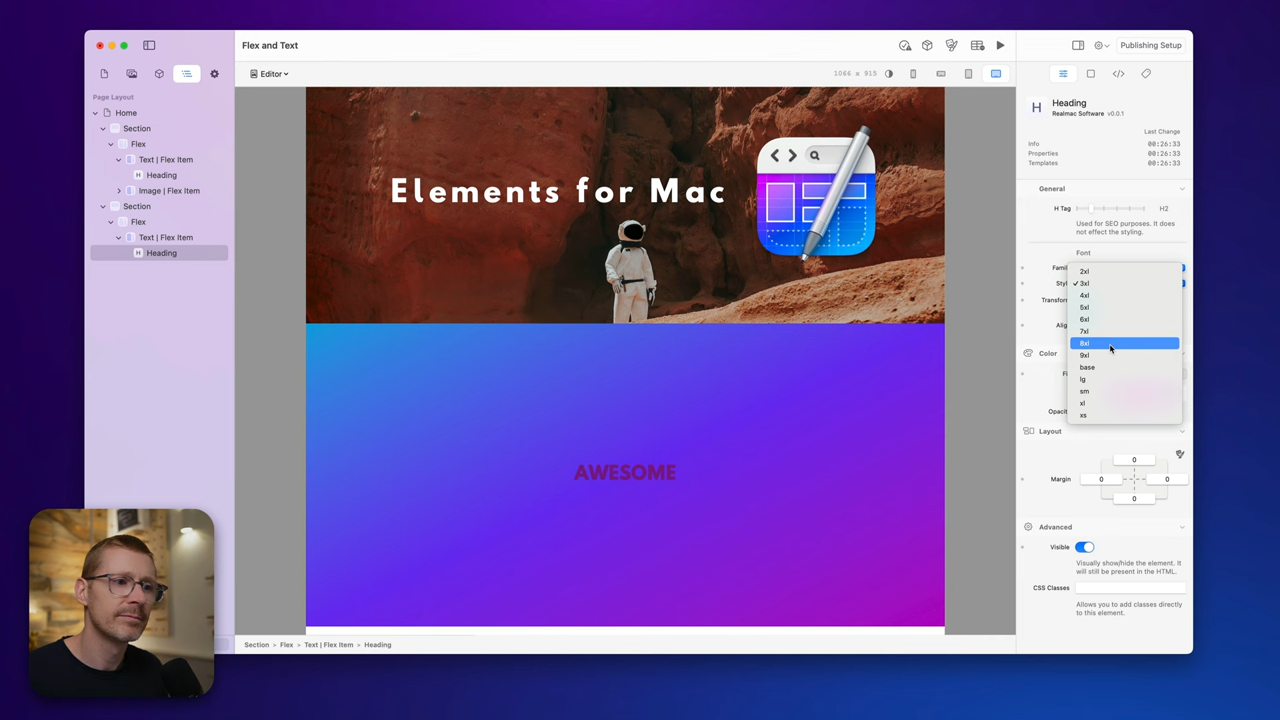 Flex and Text
Publishing Setup
Editor
1066 x 915
Page Layout
Home
Section
Flex
Text | Flex Item
Heading
Image | Flex Item
Section
Flex
Text | Flex Item
Heading
Elements for Mac
AWESOME
Section > Flex > Text | Flex Item > Heading
H
Heading
Realmac Software v0.0.1
Last Change
Info 00:26:33
Properties 00:26:33
Templates 00:26:33
General
H Tag H2
Used for SEO purposes. It does
not effect the styling.
Font
2xl
3xl
4xl
5xl
6xl
7xl
8xl
9xl
base
lg
sm
xl
xs
Color
Layout
0
Margin 0 0
0
Advanced
Visible
Visually show/hide the element. It
will still be present in the HTML.
CSS Classes
Allows you to add classes directly
to this element.